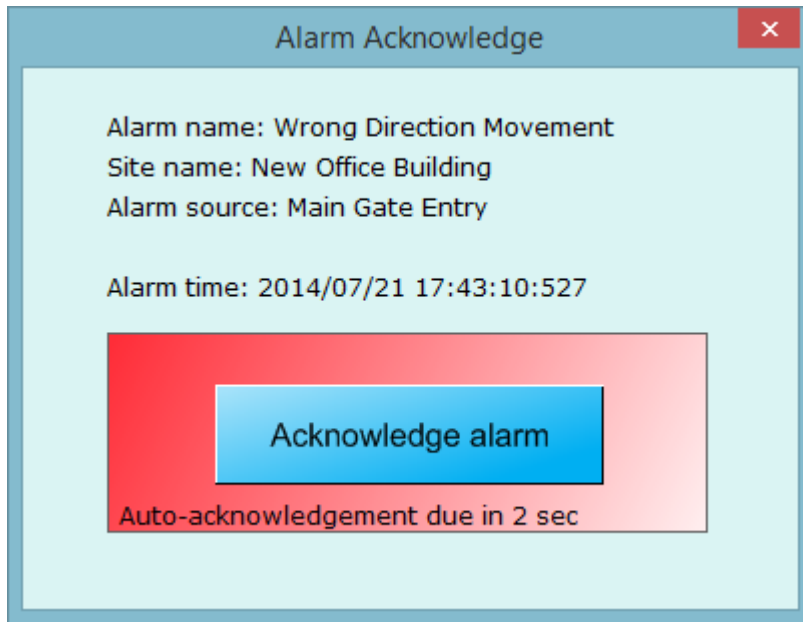 Alarm Acknowledge
Alarm name: Wrong Direction Movement
Site name: New Office Building
Alarm source: Main Gate Entry
Alarm time: 2014/07/21 17:43:10:527
Acknowledge alarm
Auto-acknowledgement due in 2 sec